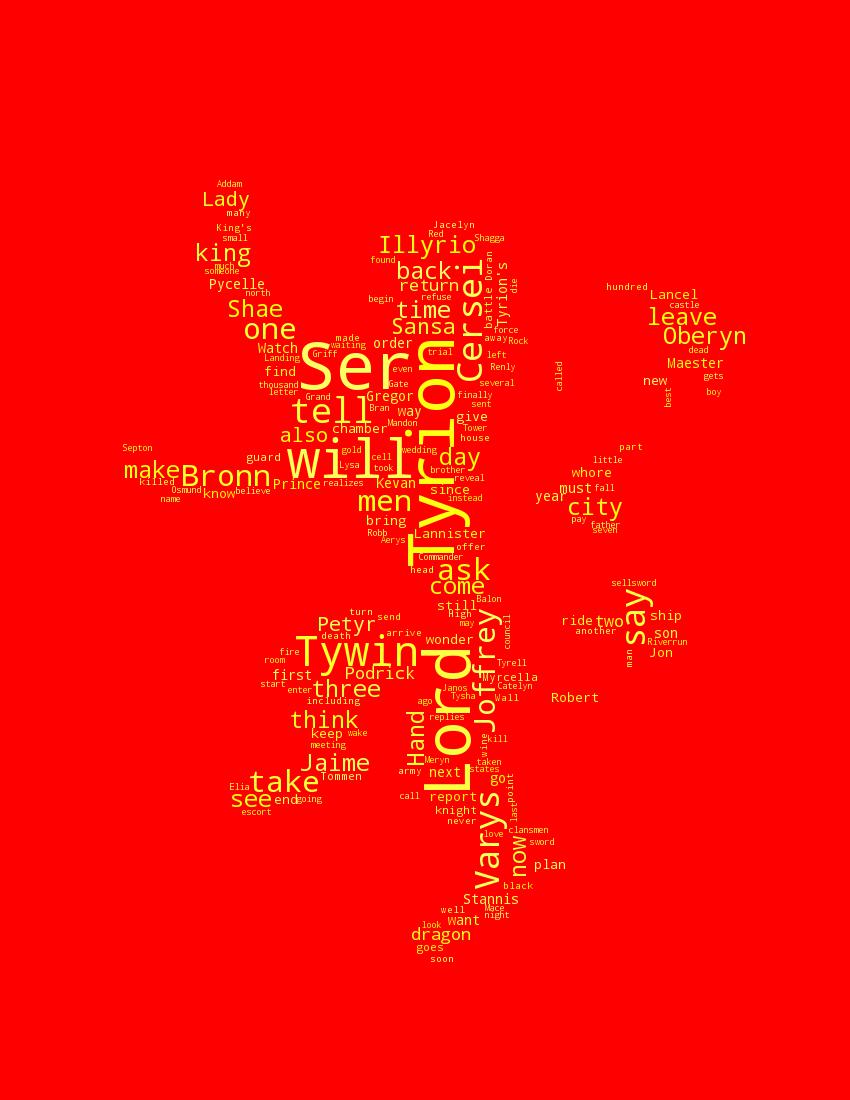 Addam
Lady
many
King's
small
king
much
someone
Pycelle
north
Shae
one
Watch
Landing
find
thousand
letter
Jacelyn
Red
Shagga
Illyrio
found
back
return
refuse
begin
time
Sansa
Cersei
battle
Doran
Tyrion's
die
force
away
Rock
left
Renly
several
finally
sent
made
waiting
order
Griff
Ser
trial
even
Gate
Grand
Gregor
Bran
way
Mandon
tell
Tyrion
give
Tower
house
also
chamber
gold
cell
wedding
Lysa
took
will
day
brother
reveal
guard
Septon
make
killed
Bronn
Osmund
know
believe
name
Prince
realizes
Kevan
since
instead
men
bring
Robb
Aerys
Lannister
offer
Commander
head
ask
come
still
Balon
High
may
hundred
Lancel
castle
leave
Oberyn
dead
Maester
gets
new
boy
best
called
part
little
whore
must
fall
year
city
pay
father
seven
sellsword
say
ride
two
another
ship
son
Riverrun
Jon
man
Robert
turn
send
Petyr
death
arrive
wonder
council
Joffrey
Tywin
fire
room
first
Podrick
start
enter
three
including
Lord
Tyrell
Myrcella
Catelyn
Janos
Tysha
Wall
ago
replies
Hand
think
keep
wake
meeting
Jaime
Tommen
take
Elia
see
end
going
escort
wine
kill
Meryn
taken
army
next
states
go
point
last
call
report
knight
never
Varys
love
clansmen
sword
now
plan
black
Stannis
Mace
night
well
want
look
dragon
goes
soon